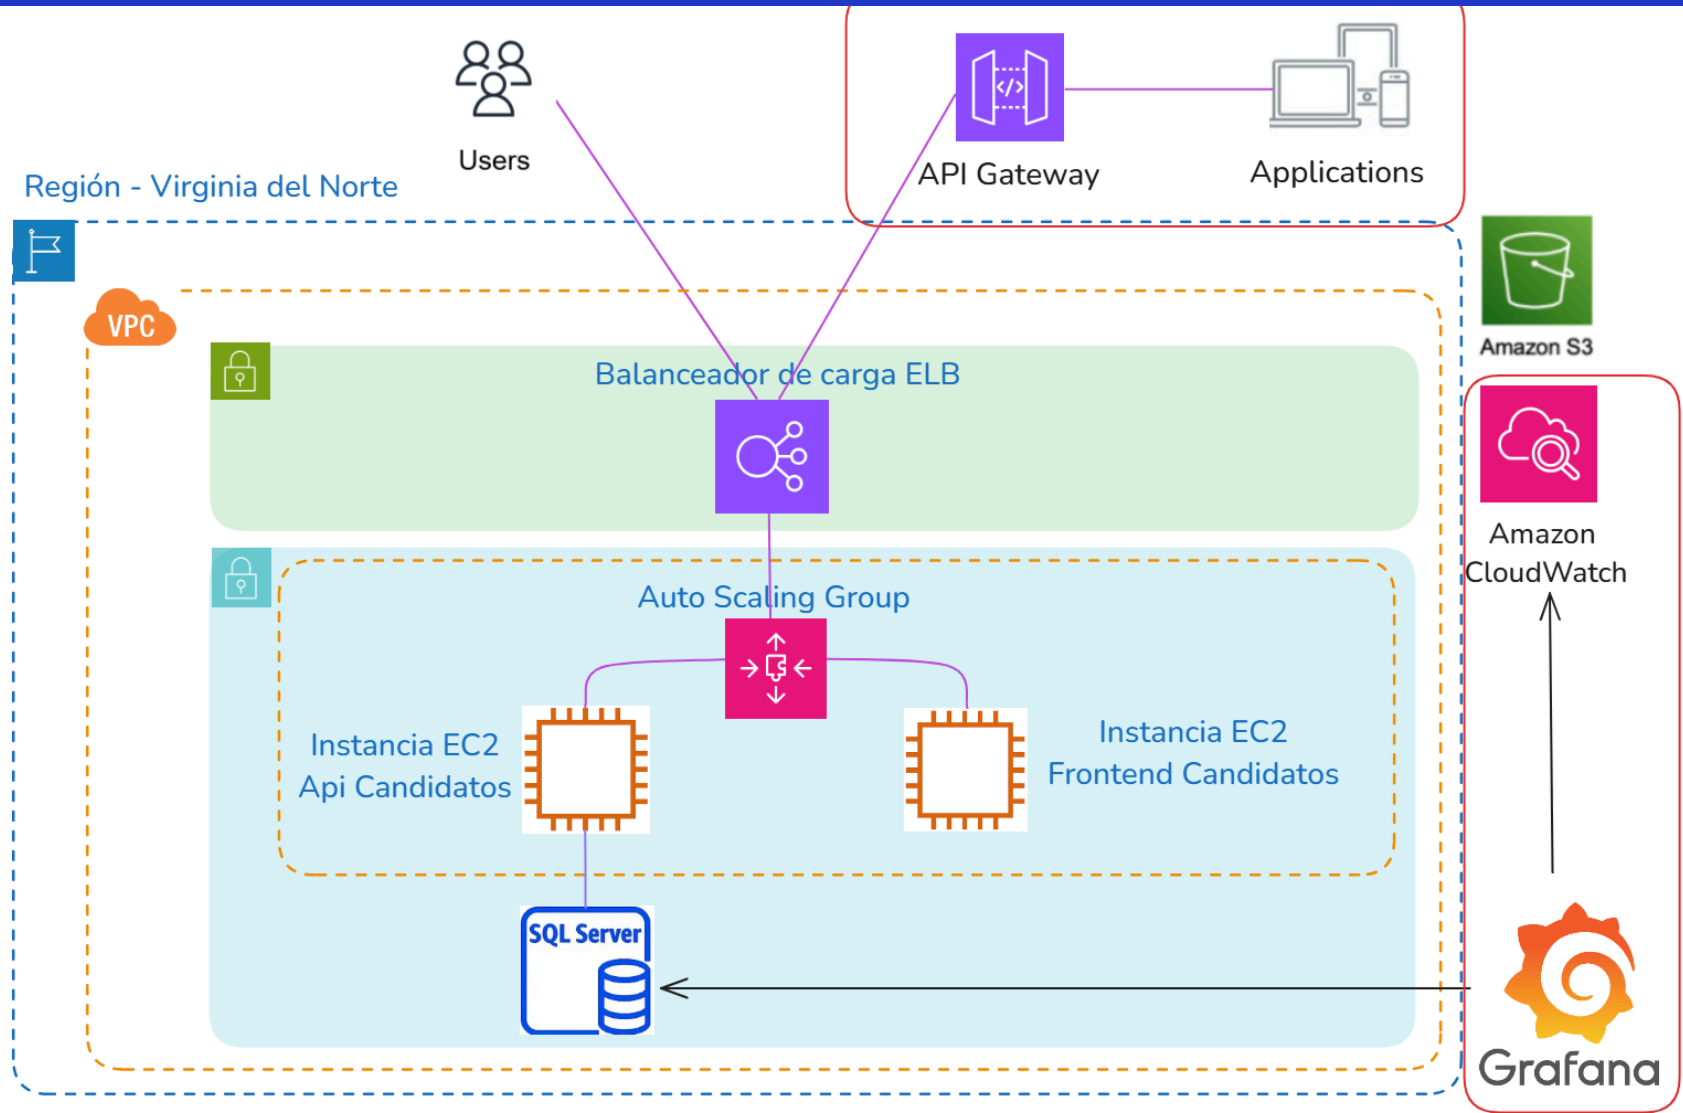 Users
API Gateway
Applications
Región - Virginia del Norte
VPC
Amazon S3
Balanceador de carga ELB
Amazon
CloudWatch
Auto Scaling Group
Instancia EC2
Api Candidatos
Instancia EC2
Frontend Candidatos
SQL Server
Grafana